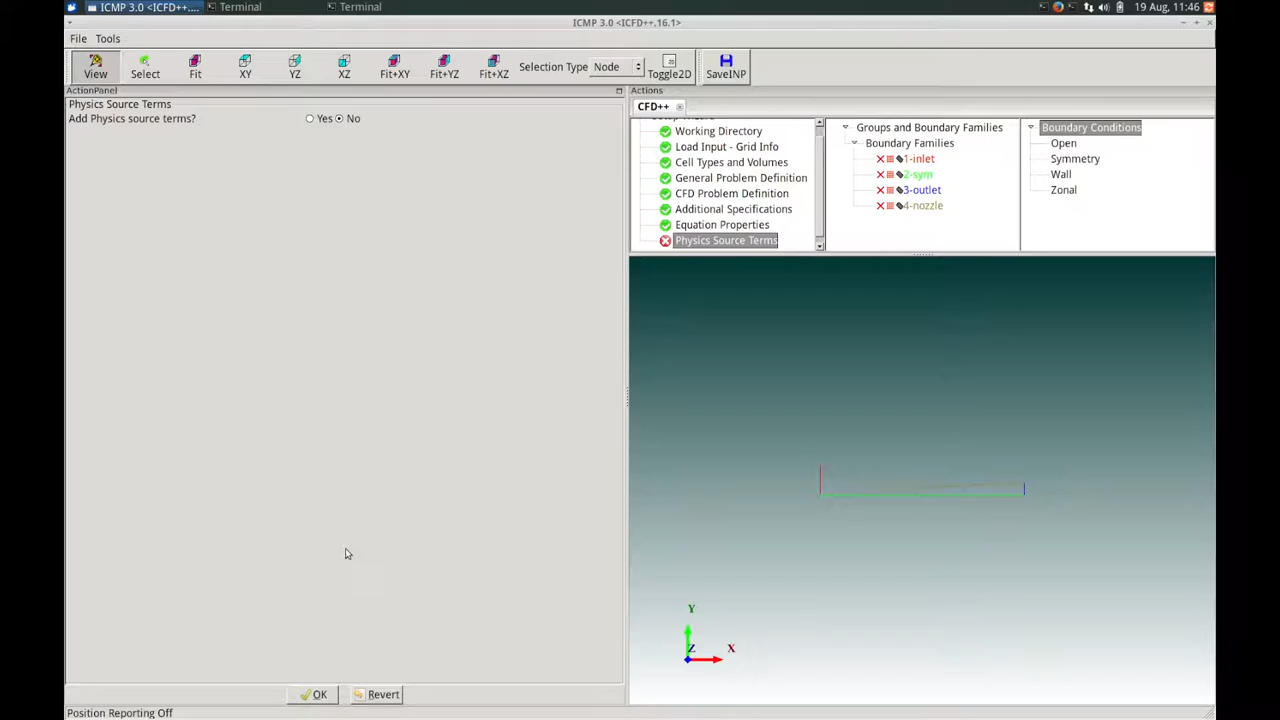 ICMP 3.0 <ICFD++....
Terminal
Terminal
19 Aug, 11:46
ICMP 3.0 <ICFD++.16.1>
File Tools
View
Select
Fit
XY
YZ
XZ
Fit+XY
Fit+YZ
Fit+XZ
Selection Type Node
Toggle2D
SaveINP
ActionPanel
Physics Source Terms
Add Physics source terms? Yes No
Actions
CFD++
Working Directory
Load Input - Grid Info
Cell Types and Volumes
General Problem Definition
CFD Problem Definition
Additional Specifications
Equation Properties
Physics Source Terms
Groups and Boundary Families
Boundary Families
1-inlet
2-sym
3-outlet
4-nozzle
Boundary Conditions
Open
Symmetry
Wall
Zonal
Y
Z
X
OK
Revert
Position Reporting Off